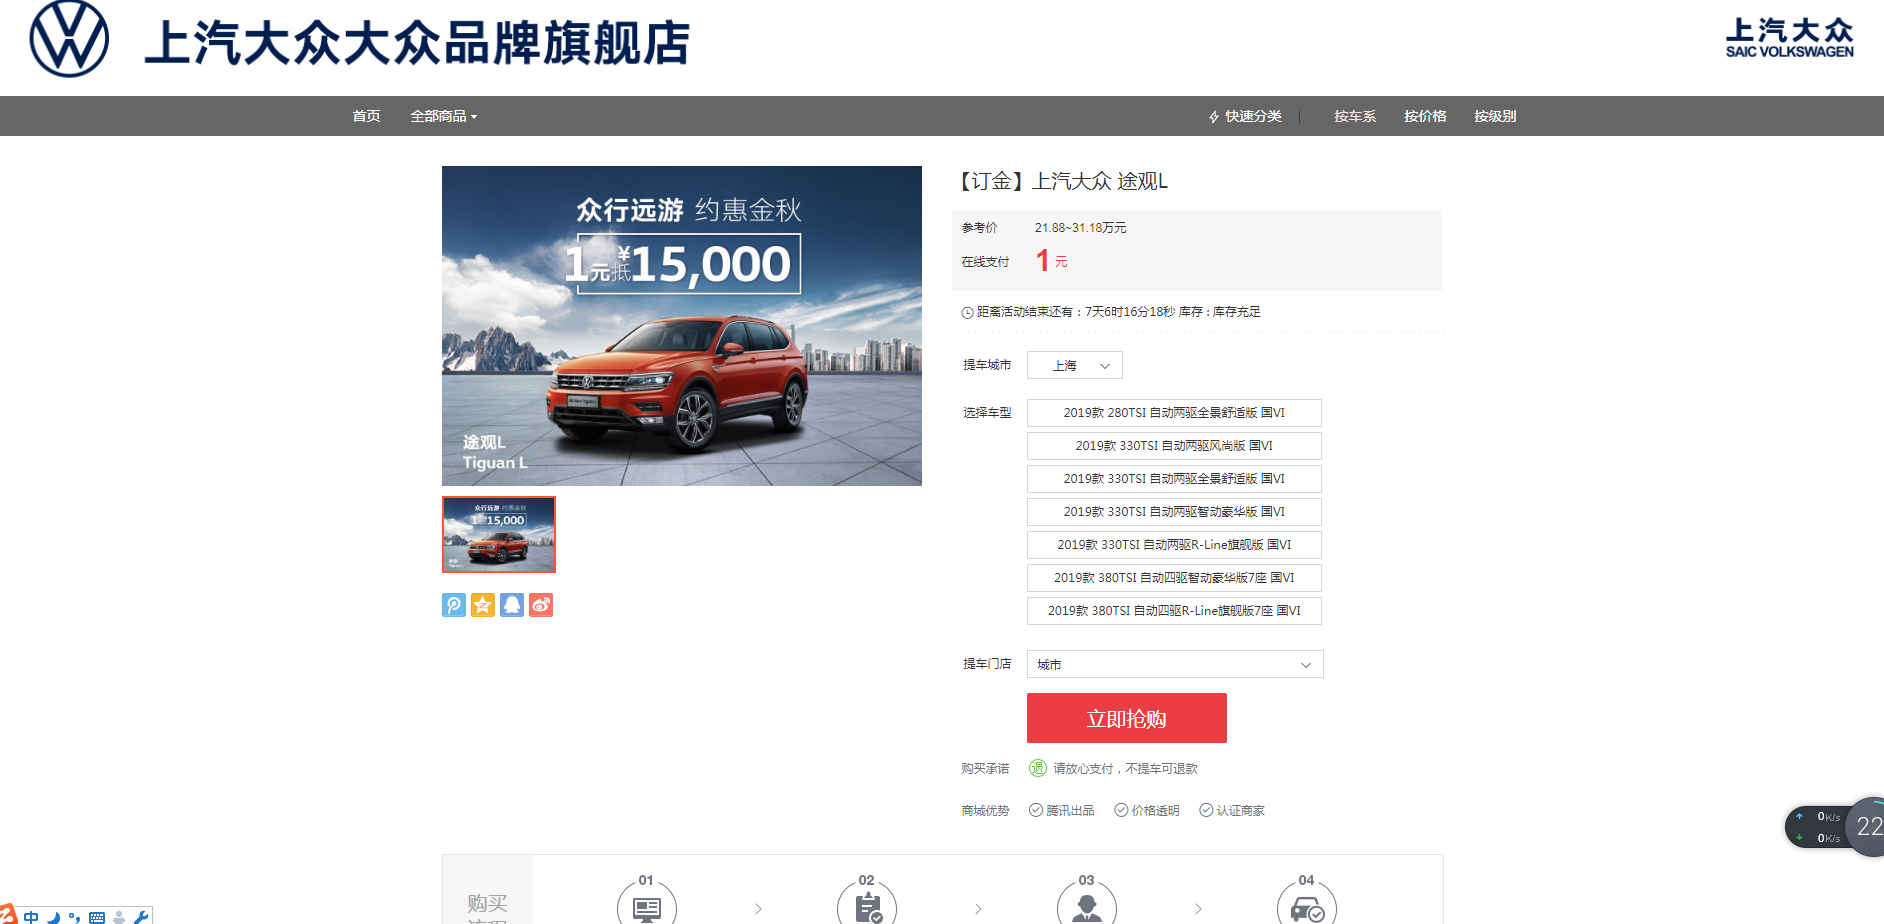 上汽大众大众品牌旗舰店
上汽大众
SAIC VOLKSWAGEN
首页
全部商品
快速分类
按车系
按价格
按级别
众行远游 约惠金秋
1元抵¥15,000
途观L
Tiguan L
【订金】上汽大众 途观L
参考价 21.88~31.18万元
在线支付 1元
距离活动结束还有：7天6时16分18秒 库存：库存充足
提车城市 上海
选择车型
2019款 280TSI 自动两驱全景舒适版 国VI
2019款 330TSI 自动两驱风尚版 国VI
2019款 330TSI 自动两驱全景舒适版 国VI
2019款 330TSI 自动两驱智动豪华版 国VI
2019款 330TSI 自动两驱R-Line旗舰版 国VI
2019款 380TSI 自动四驱智动豪华版7座 国VI
2019款 380TSI 自动四驱R-Line旗舰版7座 国VI
提车门店 城市
立即抢购
购买承诺 退 请放心支付，不提车可退款
商城优势 腾讯出品 价格透明 认证商家
众行远游 约惠金秋
15,000
0K/s
0K/s
22
购买
01
02
03
04
中